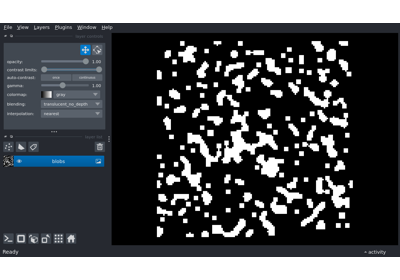 File View Layers Plugins Window Help
layer controls
opacity: 1.00
contrast limits:
auto-contrast: once continuous
gamma: 1.00
colormap: gray
blending: translucent_no_depth
interpolation: nearest
layer list
blobs
Ready
activity